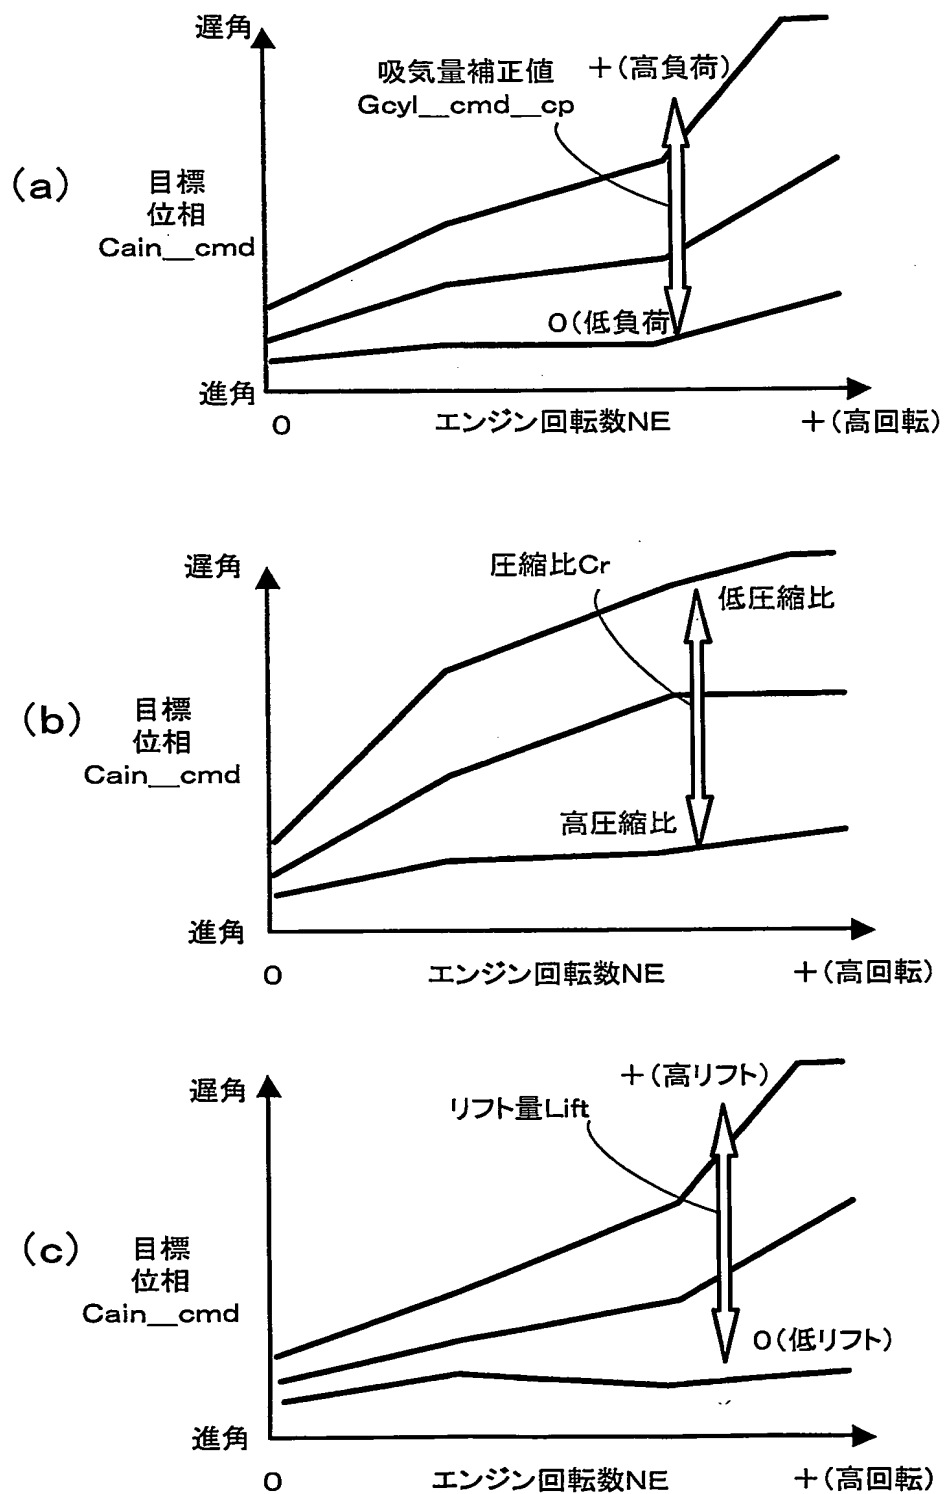 遅角
吸気量補正値
Gcyl__cmd__cp
+(高負荷)
(a)
目標
位相
Cain__cmd
0(低負荷
進角
0
エンジン回転数NE
+(高回転)
遅角
圧縮比Cr
低圧縮比
(b)
目標
位相
Cain__cmd
高圧縮比
進角
0
エンジン回転数NE
+(高回転)
遅角
+(高リフト)
リフト量Lift
(c)
目標
位相
Cain__cmd
0(低リフト)
進角
0
エンジン回転数NE
+(高回転)